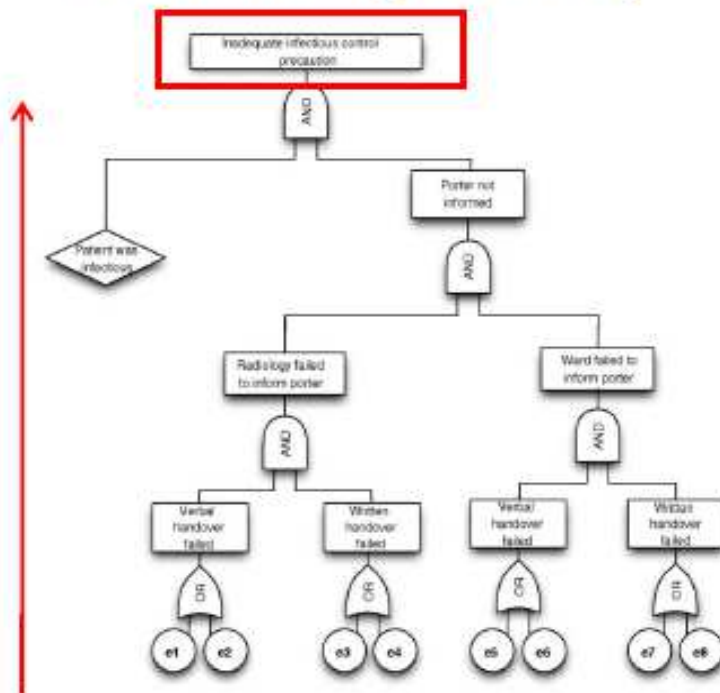 Inadequate infectious control
precaution
AND
Porter not
informed
Patient was
infectious
AND
Radiology failed
to inform porter
Ward failed to
inform porter
AND
AND
Verbal
handover
failed
Written
handover
failed
Verbal
handover
failed
Written
handover
failed
OR
OR
OR
OR
e1
e2
e3
e4
e5
e6
e7
e8